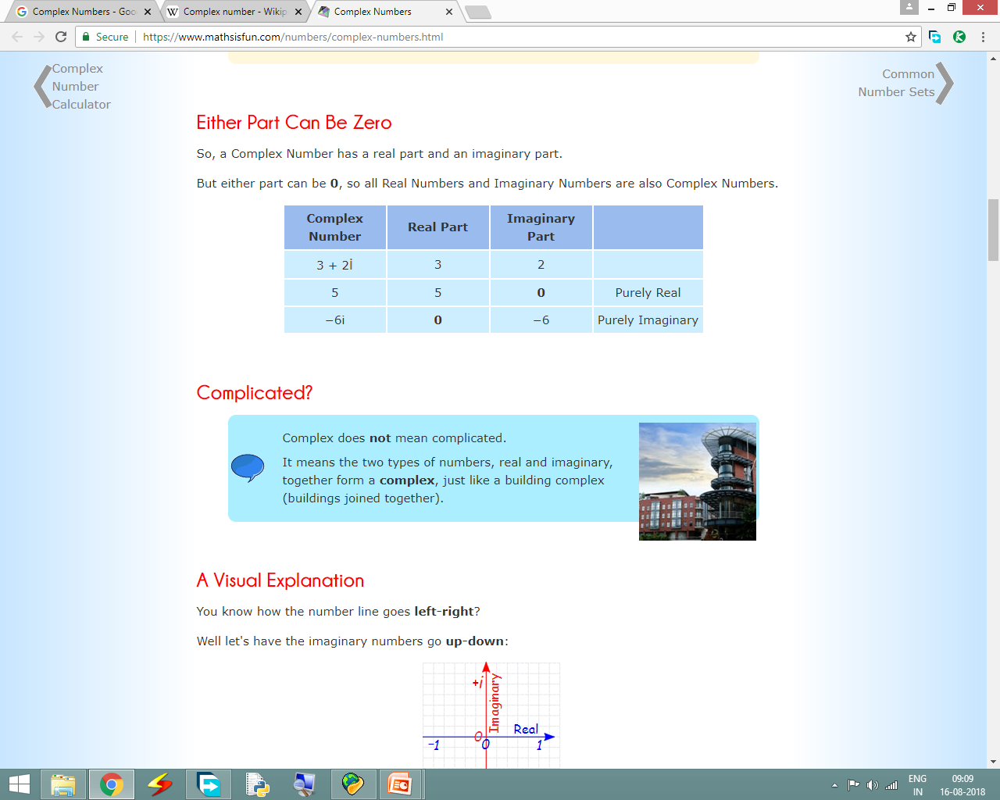 Complex Numbers - Goo
Complex number - Wikip
Complex Numbers
Secure
https://www.mathsisfun.com/numbers/complex-numbers.html
Complex
Number
Calculator
Common
Number Sets
Either Part Can Be Zero
So, a Complex Number has a real part and an imaginary part.
But either part can be 0, so all Real Numbers and Imaginary Numbers are also Complex Numbers.
Complex Number Real Part Imaginary Part
3 + 2i 3 2
5 5 0 Purely Real
−6i 0 −6 Purely Imaginary
Complicated?
Complex does not mean complicated.
It means the two types of numbers, real and imaginary,
together form a complex, just like a building complex
(buildings joined together).
A Visual Explanation
You know how the number line goes left-right?
Well let's have the imaginary numbers go up-down:
+i
Imaginary
Real
0
-1 0 1
ENG 09:09
IN 16-08-2018